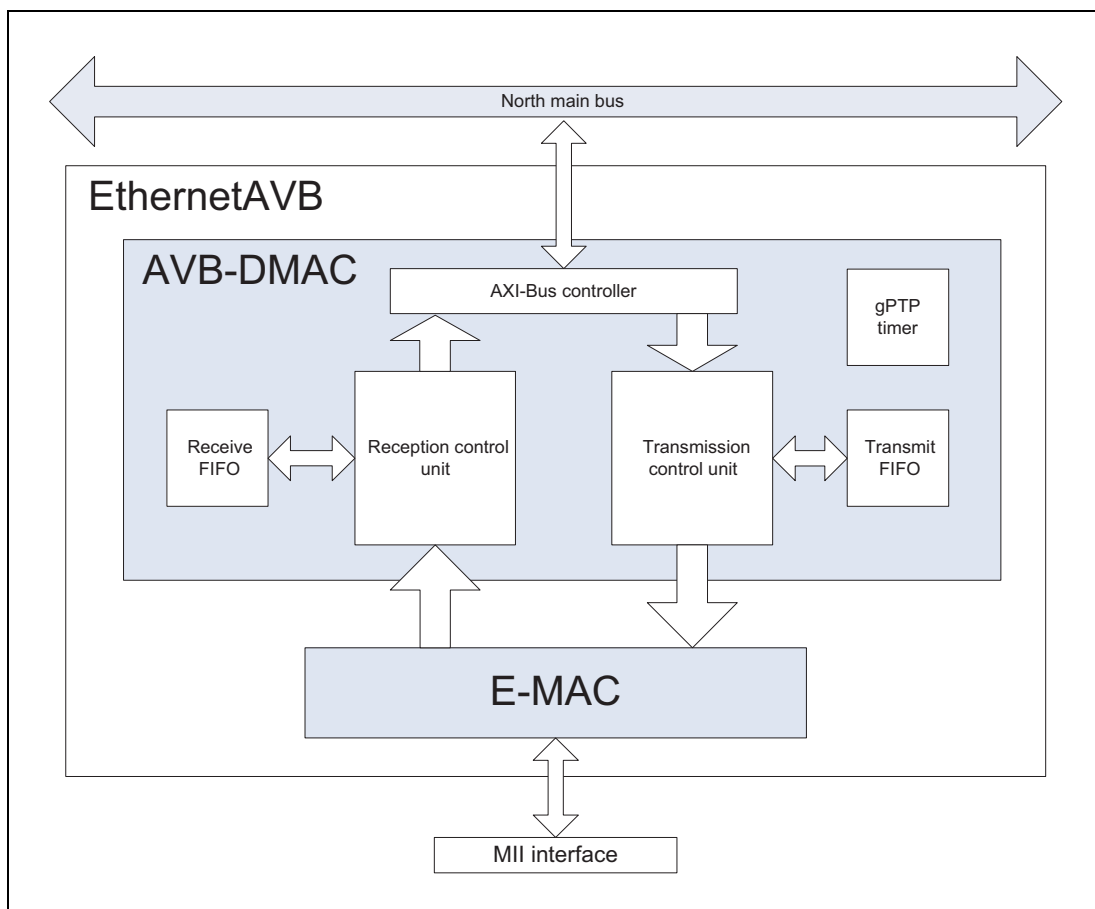 North main bus
EthernetAVB
AVB-DMAC
AXI-Bus controller
gPTP
timer
Receive
FIFO
Reception control
unit
Transmission
control unit
Transmit
FIFO
E-MAC
MII interface